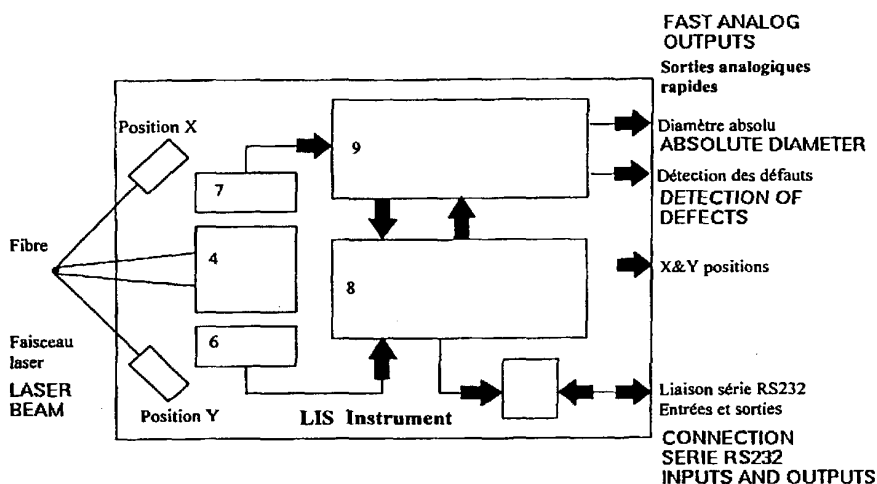 FAST ANALOG
OUTPUTS
Sorties analogiques
rapides
Position X
Diamètre absolu
ABSOLUTE DIAMETER
9
7
Détection des défauts
DETECTION OF
DEFECTS
Fibre
4
X&Y positions
8
6
Faisceau
laser
LASER
BEAM
Position Y
LIS Instrument
Liaison série RS232
Entrées et sorties
CONNECTION
SERIE RS232
INPUTS AND OUTPUTS